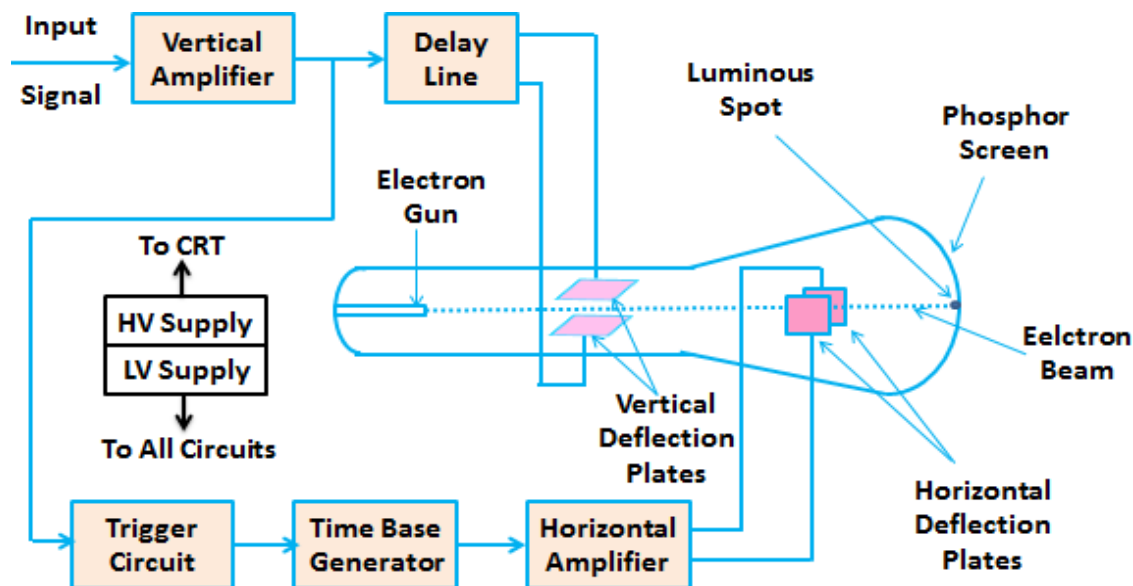 Input
Signal
Vertical
Amplifier
Delay
Line
Luminous
Spot
Phosphor
Screen
Electron
Gun
To CRT
HV Supply
LV Supply
To All Circuits
Eelctron
Beam
Vertical
Deflection
Plates
Horizontal
Deflection
Plates
Trigger
Circuit
Time Base
Generator
Horizontal
Amplifier